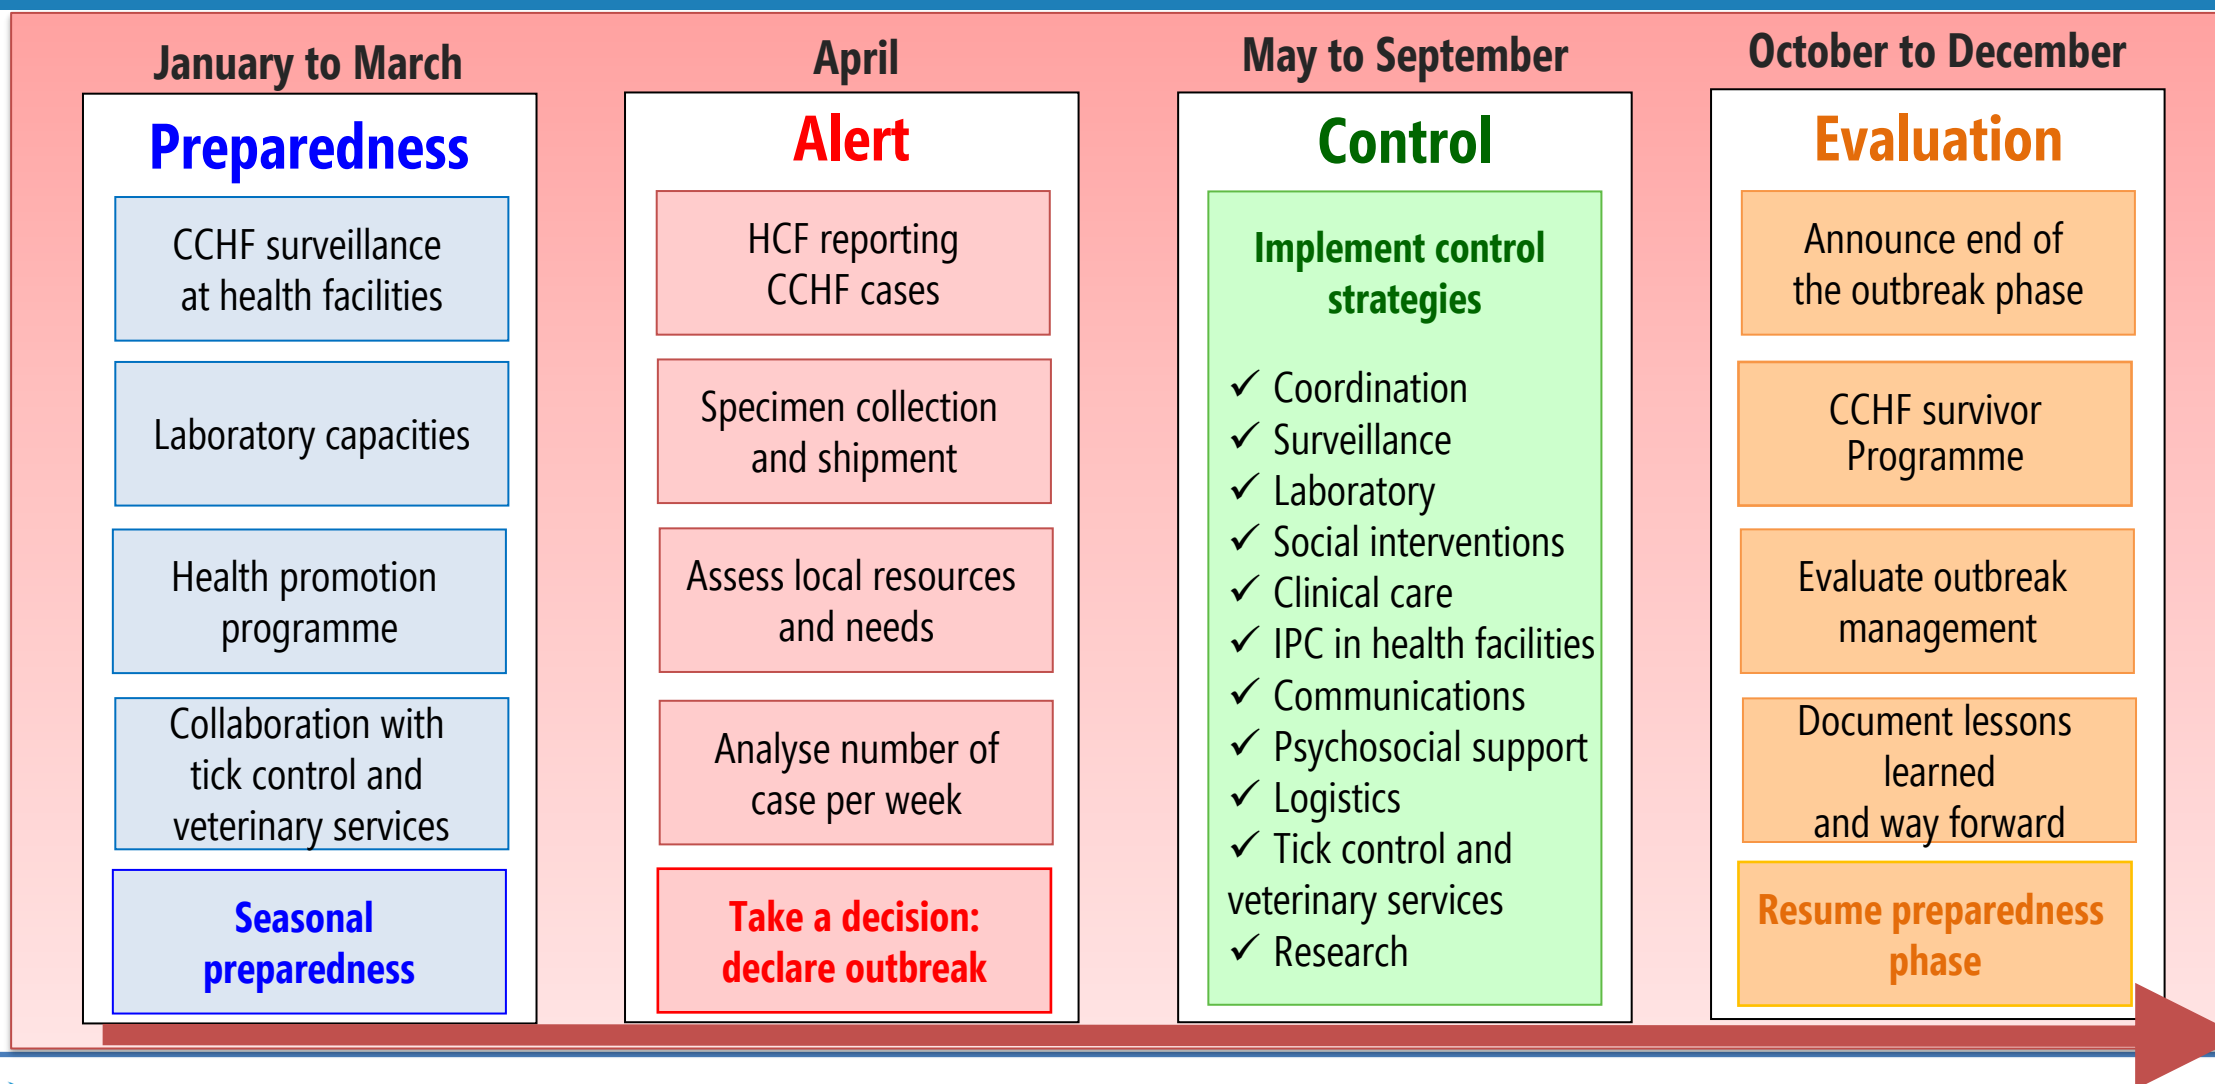 January to March
Preparedness
CCHF surveillance
at health facilities
Laboratory capacities
Health promotion
programme
Collaboration with
tick control and
veterinary services
Seasonal
preparedness
April
Alert
HCF reporting
CCHF cases
Specimen collection
and shipment
Assess local resources
and needs
Analyse number of
case per week
Take a decision:
declare outbreak
May to September
Control
Implement control
strategies
✓ Coordination
✓ Surveillance
✓ Laboratory
✓ Social interventions
✓ Clinical care
✓ IPC in health facilities
✓ Communications
✓ Psychosocial support
✓ Logistics
✓ Tick control and
veterinary services
✓ Research
October to December
Evaluation
Announce end of
the outbreak phase
CCHF survivor
Programme
Evaluate outbreak
management
Document lessons
learned
and way forward
Resume preparedness
phase